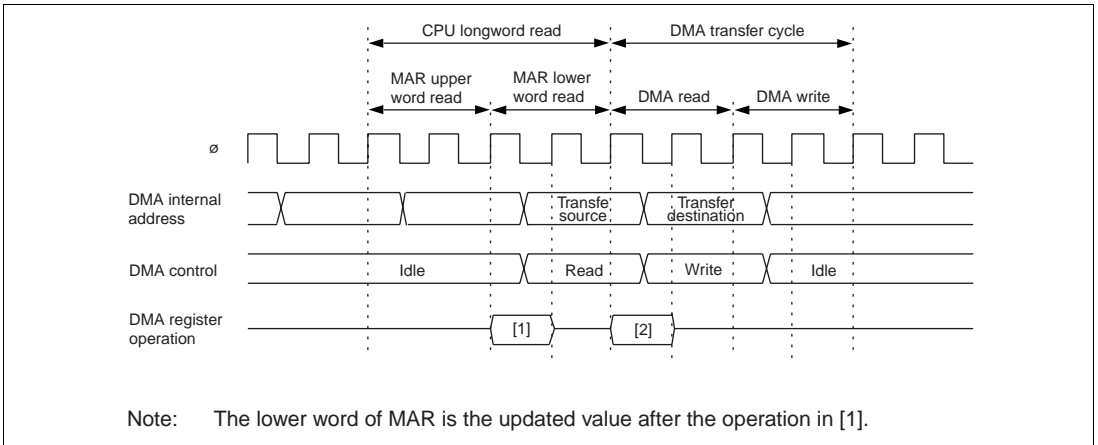 CPU longword read DMA transfer cycle
MAR upper MAR lower
word read word read DMA read DMA write
ø
DMA internal Transfe Transfer
address source destination
DMA control Idle Read Write Idle
DMA register
operation [1] [2]
Note: The lower word of MAR is the updated value after the operation in [1].